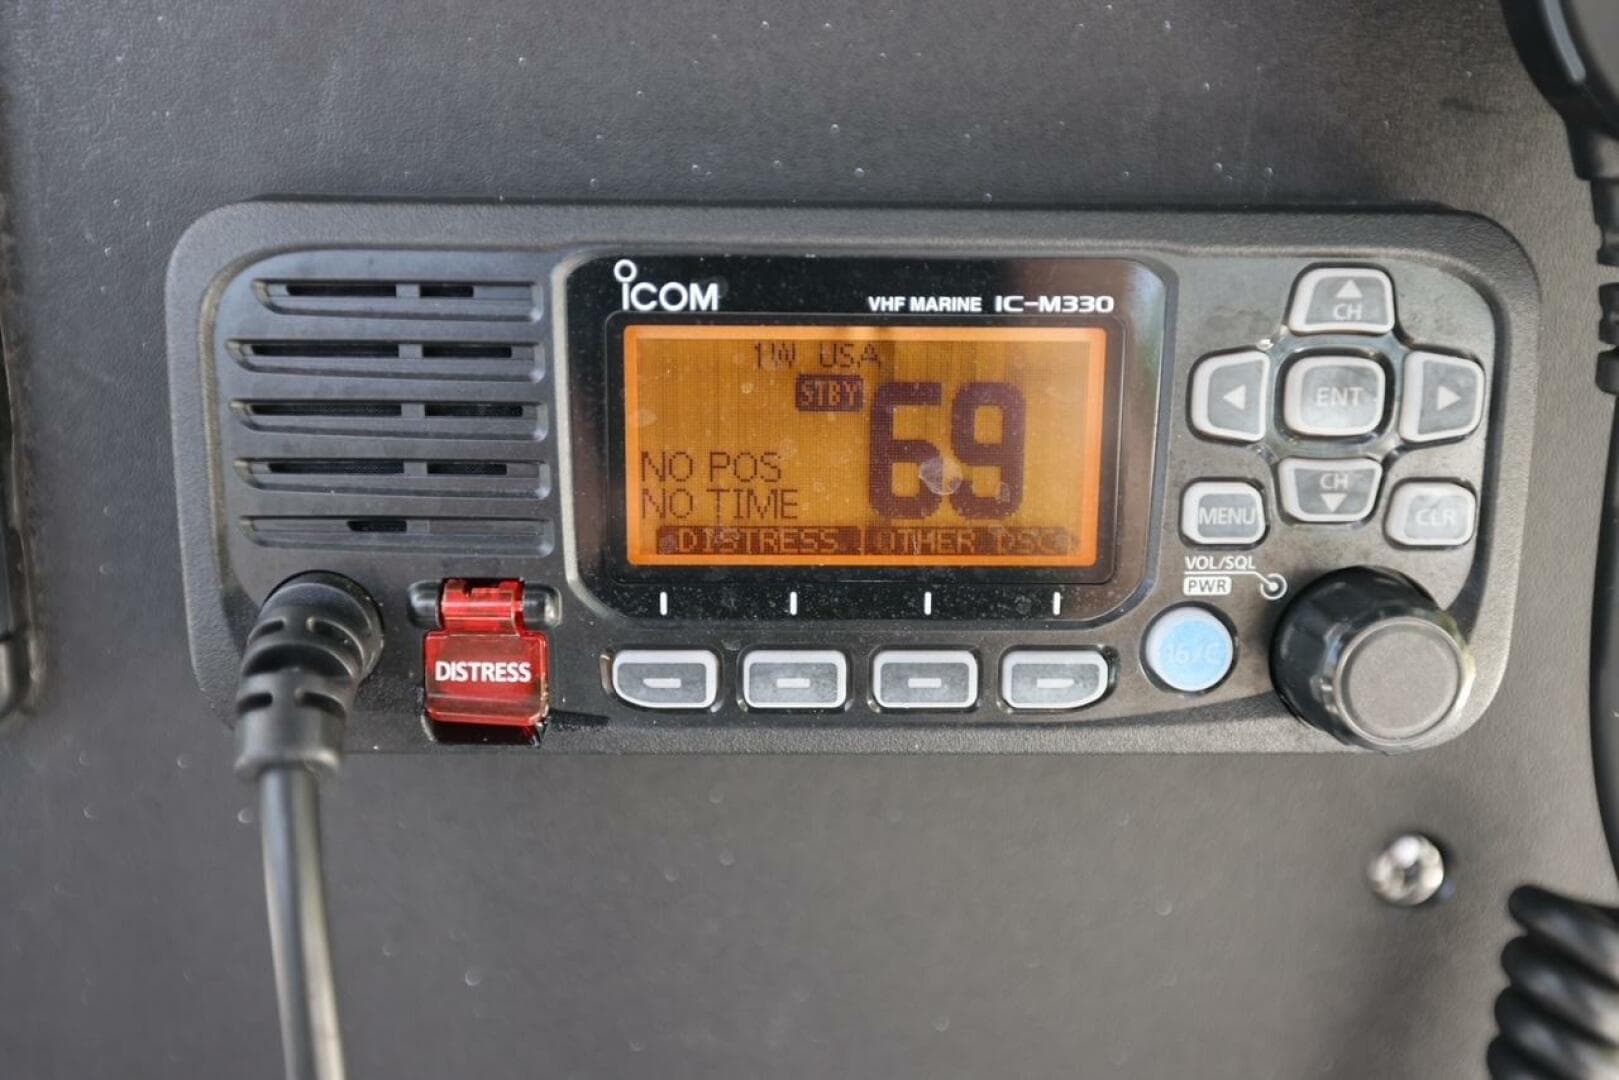 ICOM
VHF MARINE IC-M330
1W USA
STBY
69
NO POS
NO TIME
DISTRESS OTHER DSC
CH
ENT
CH
MENU
CLR
VOL/SQL
PWR
DISTRESS
16/C